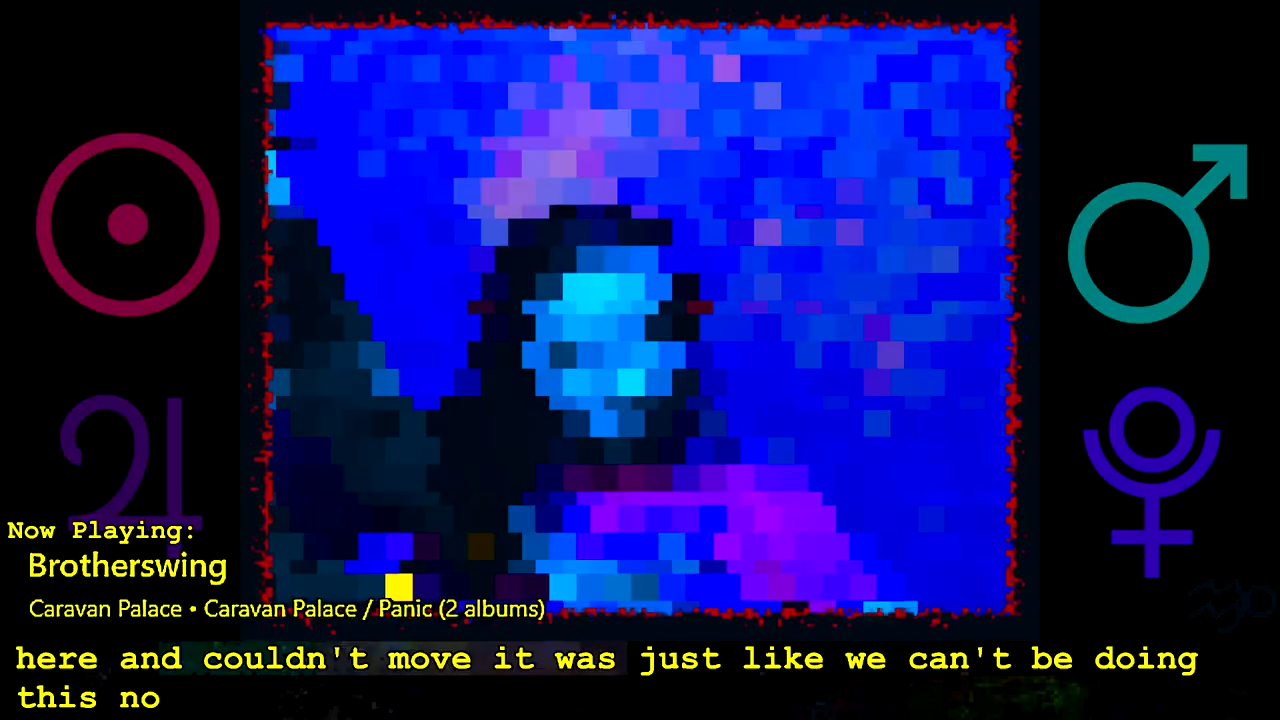 Now Playing:
Brotherswing
Caravan Palace • Caravan Palace / Panic (2 albums)
here and couldn't move it was just like we can't be doing
this no